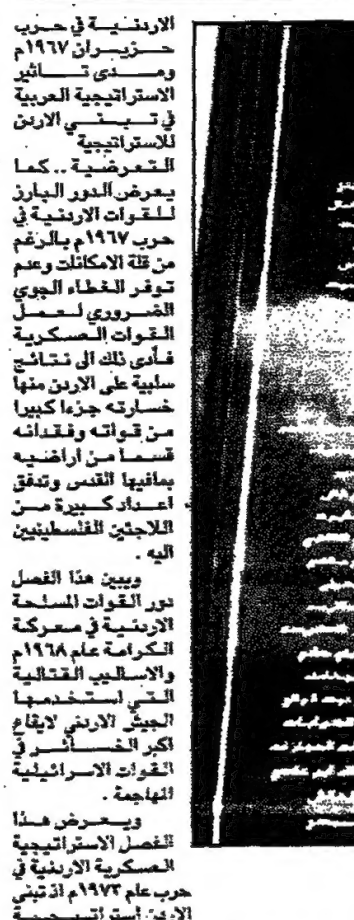 الاردنية في حرب
حزيران ١٩٦٧م
ومدى تاثير
الاستراتيجية العربية
في تبني الاردن
للاستراتيجية
التعرضية .. كما
يعرض الدور البارز
للقوات الاردنية في
حرب ١٩٦٧م بالرغم
من قلة الامكانات وعدم
توفر الغطاء الجوي
الضروري لعمل
القوات العسكرية
فأدى ذلك الى نتائج
سلبية على الاردن منها
خسارته جزءا كبيرا
من قواته وفقدانه
قسما من اراضيه
بمافيها القدس وتدفق
اعداد كبيرة من
اللاجئين الفلسطينيين
اليه .
ويبين هذا الفصل
دور القوات المسلحة
الاردنية في معركة
الكرامة عام ١٩٦٨م
والاساليب القتالية
التي استخدمها
الجيش الاردني لايقاع
اكبر الخسائر في
القوات الاسرائيلية
المهاجمة .
ويعرض هذا
الفصل الاستراتيجية
العسكرية الاردنية في
حرب عام ١٩٧٣م اذ تبنى
الاردن استراتيجية